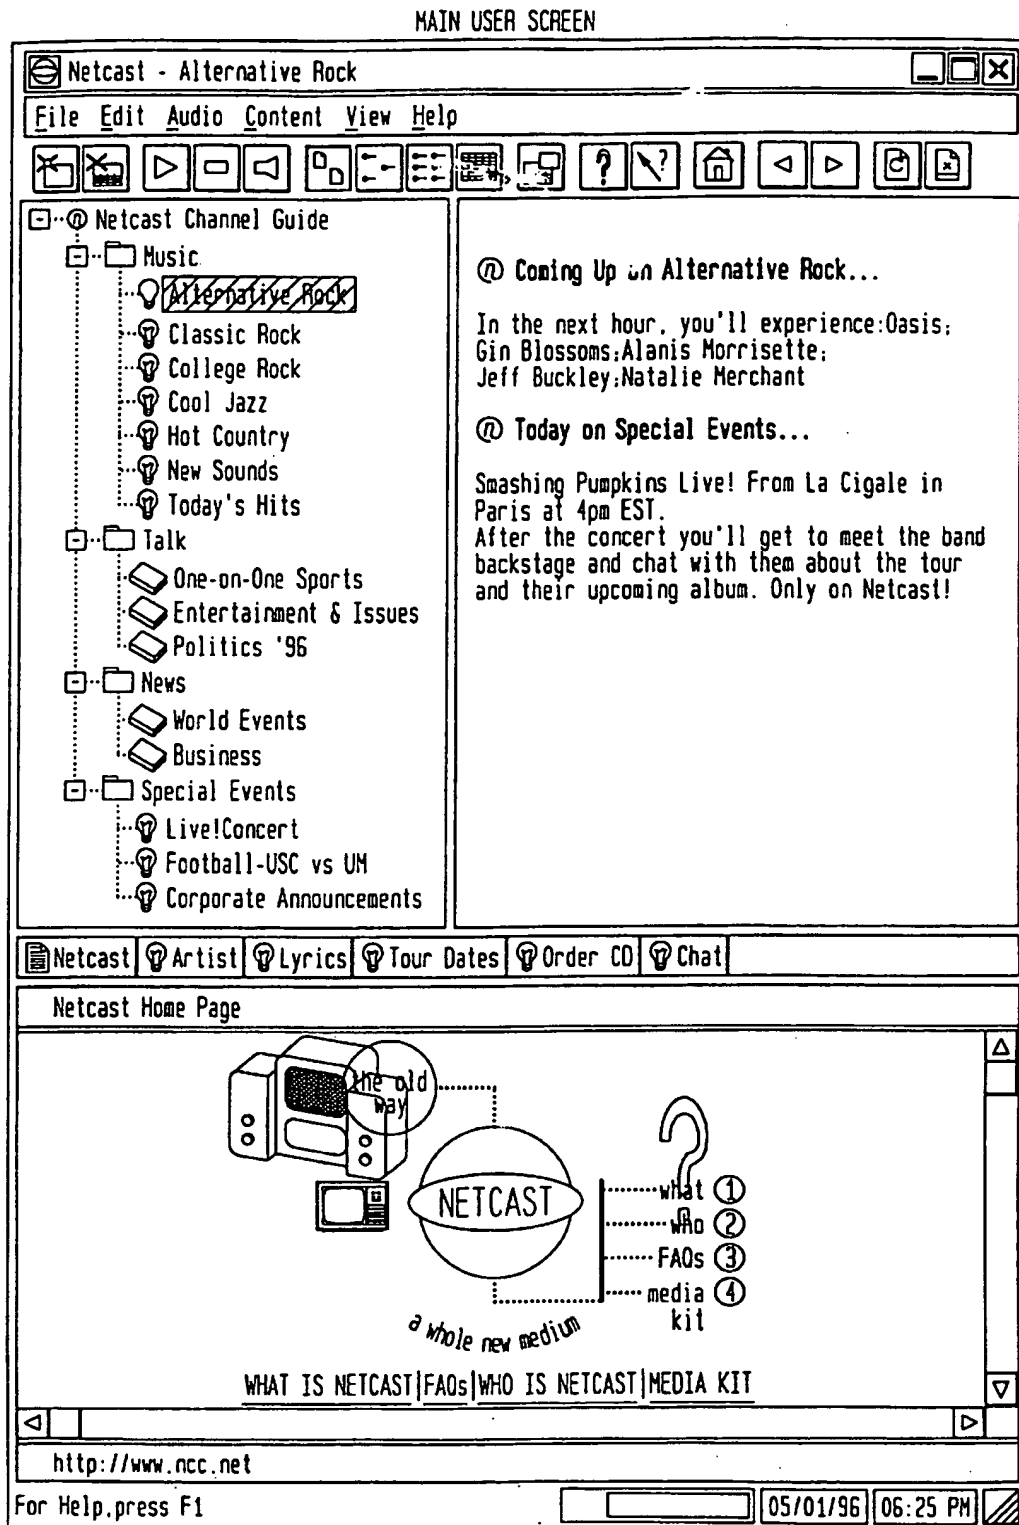 MAIN USER SCREEN
Netcast - Alternative Rock
File Edit Audio Content View Help
Netcast Channel Guide
Music
Alternative Rock
Classic Rock
College Rock
Cool Jazz
Hot Country
New Sounds
Today's Hits
Talk
One-on-One Sports
Entertainment & Issues
Politics '96
News
World Events
Business
Special Events
Live!Concert
Football-USC vs UM
Corporate Announcements
Coming Up on Alternative Rock...
In the next hour, you'll experience:Oasis;
Gin Blossoms;Alanis Morrisette;
Jeff Buckley;Natalie Merchant
Today on Special Events...
Smashing Pumpkins Live! From La Cigale in
Paris at 4pm EST.
After the concert you'll get to meet the band
backstage and chat with them about the tour
and their upcoming album. Only on Netcast!
Netcast Artist Lyrics Tour Dates Order CD Chat
Netcast Home Page
the old
way
NETCAST
what 1
who 2
FAQs 3
media 4
kit
a whole new medium
WHAT IS NETCAST|FAQs|WHO IS NETCAST|MEDIA KIT
http://www.ncc.net
For Help,press F1 05/01/96 06:25 PM